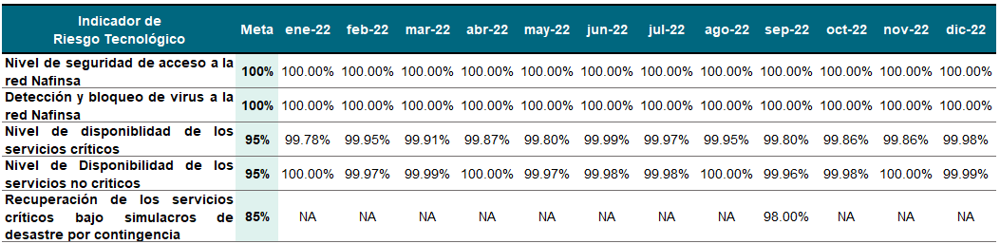 Indicador de
Riesgo Tecnológico Meta ene-22 feb-22 mar-22 abr-22 may-22 jun-22 jul-22 ago-22 sep-22 oct-22 nov-22 dic-22
Nivel de seguridad de acceso a la
red Nafinsa 100% 100.00% 100.00% 100.00% 100.00% 100.00% 100.00% 100.00% 100.00% 100.00% 100.00% 100.00% 100.00%
Detección y bloqueo de virus a la
red Nafinsa 100% 100.00% 100.00% 100.00% 100.00% 100.00% 100.00% 100.00% 100.00% 100.00% 100.00% 100.00% 100.00%
Nivel de disponiblidad de los
servicios críticos 95% 99.78% 99.95% 99.91% 99.87% 99.80% 99.99% 99.97% 99.95% 99.80% 99.86% 99.86% 99.98%
Nivel de Disponibilidad de los
servicios no criticos 95% 100.00% 99.97% 99.99% 100.00% 99.97% 99.98% 99.98% 100.00% 99.96% 99.98% 100.00% 99.99%
Recuperación de los servicios
críticos bajo simulacros de 85% NA NA NA NA NA NA NA NA 98.00% NA NA NA
desastre por contingencia